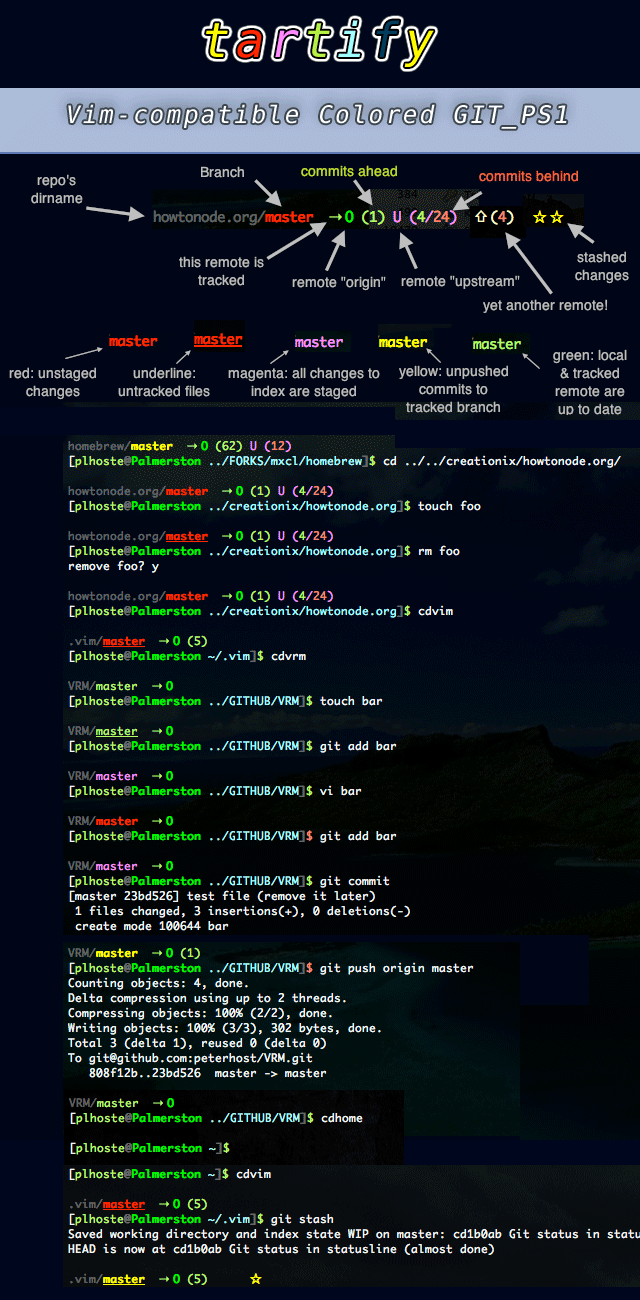 tartify
Vim-compatible Colored GIT_PS1
repo's
dirname
Branch
commits ahead
commits behind
howtonode.org/master →O (1) U (4/24) ⇧(4) ☆☆
this remote is
tracked
remote "origin"
remote "upstream"
stashed
changes
yet another remote!
master
master
master
master
master
red: unstaged
changes
underline:
untracked files
magenta: all changes to
index are staged
yellow: unpushed
commits to
tracked branch
green: local
& tracked
remote are
up to date
homebrew/master →O (62) U (12)
[plhoste@Palmerston ../FORKS/mxcl/homebrew]$ cd ../../creationix/howtonode.org/
howtonode.org/master →O (1) U (4/24)
[plhoste@Palmerston ../creationix/howtonode.org]$ touch foo
howtonode.org/master →O (1) U (4/24)
[plhoste@Palmerston ../creationix/howtonode.org]$ rm foo
remove foo? y
howtonode.org/master →O (1) U (4/24)
[plhoste@Palmerston ../creationix/howtonode.org]$ cdvim
.vim/master →O (5)
[plhoste@Palmerston ~/.vim]$ cdvrm
VRM/master →O
[plhoste@Palmerston ../GITHUB/VRM]$ touch bar
VRM/master →O
[plhoste@Palmerston ../GITHUB/VRM]$ git add bar
VRM/master →O
[plhoste@Palmerston ../GITHUB/VRM]$ vi bar
VRM/master →O
[plhoste@Palmerston ../GITHUB/VRM]$ git add bar
VRM/master →O
[plhoste@Palmerston ../GITHUB/VRM]$ git commit
[master 23bd526] test file (remove it later)
1 files changed, 3 insertions(+), 0 deletions(-)
create mode 100644 bar
VRM/master →O (1)
[plhoste@Palmerston ../GITHUB/VRM]$ git push origin master
Counting objects: 4, done.
Delta compression using up to 2 threads.
Compressing objects: 100% (2/2), done.
Writing objects: 100% (3/3), 302 bytes, done.
Total 3 (delta 1), reused 0 (delta 0)
To git@github.com:peterhost/VRM.git
808f12b..23bd526 master -> master
VRM/master →O
[plhoste@Palmerston ../GITHUB/VRM]$ cdhome
[plhoste@Palmerston ~]$
[plhoste@Palmerston ~]$ cdvim
.vim/master →O (5)
[plhoste@Palmerston ~/.vim]$ git stash
Saved working directory and index state WIP on master: cd1b0ab Git status in statu
HEAD is now at cd1b0ab Git status in statusline (almost done)
.vim/master →O (5) ☆